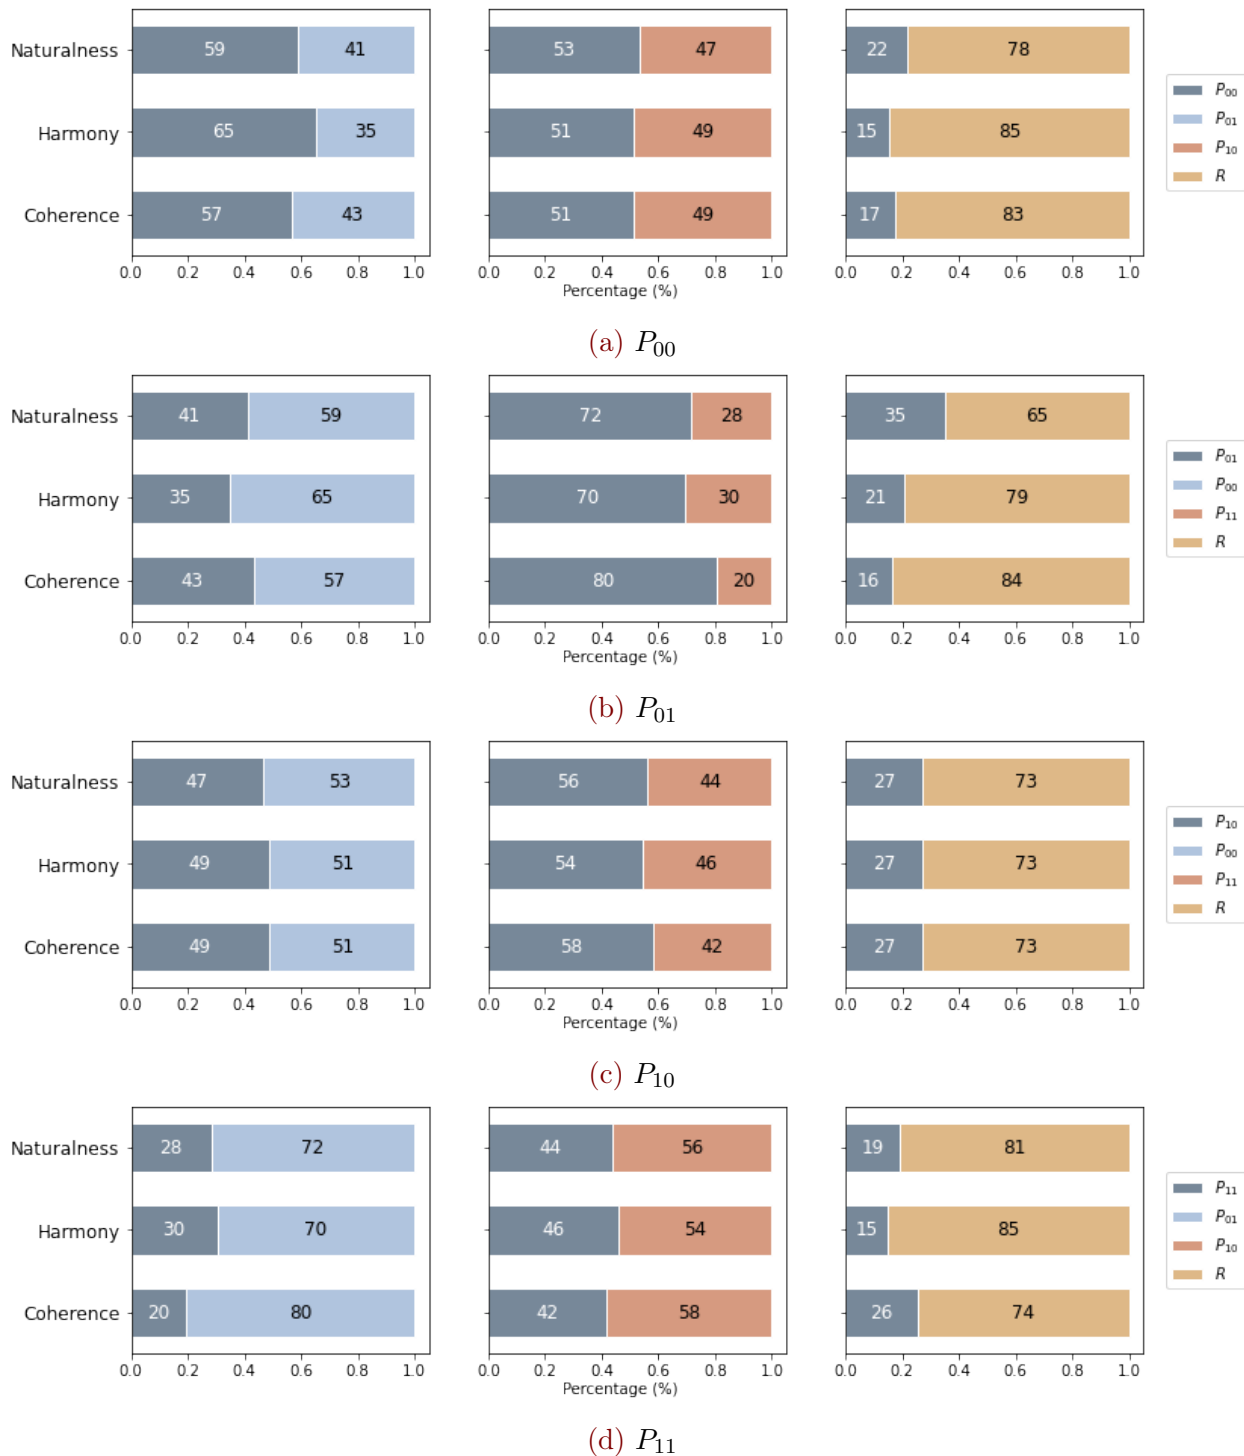 Naturalness 59 41 53 47 22 78
P00
P01
Harmony 65 35 51 49 15 85
P10
R
Coherence 57 43 51 49 17 83
0.0 0.2 0.4 0.6 0.8 1.0 0.0 0.2 0.4 0.6 0.8 1.0 0.0 0.2 0.4 0.6 0.8 1.0
Percentage (%)
(a) P00
Naturalness 41 59 72 28 35 65
P01
P00
Harmony 35 65 70 30 21 79
P11
R
Coherence 43 57 80 20 16 84
0.0 0.2 0.4 0.6 0.8 1.0 0.0 0.2 0.4 0.6 0.8 1.0 0.0 0.2 0.4 0.6 0.8 1.0
Percentage (%)
(b) P01
Naturalness 47 53 56 44 27 73
P10
P00
Harmony 49 51 54 46 27 73
P11
R
Coherence 49 51 58 42 27 73
0.0 0.2 0.4 0.6 0.8 1.0 0.0 0.2 0.4 0.6 0.8 1.0 0.0 0.2 0.4 0.6 0.8 1.0
Percentage (%)
(c) P10
Naturalness 28 72 44 56 19 81
P11
P01
Harmony 30 70 46 54 15 85
P10
R
Coherence 20 80 42 58 26 74
0.0 0.2 0.4 0.6 0.8 1.0 0.0 0.2 0.4 0.6 0.8 1.0 0.0 0.2 0.4 0.6 0.8 1.0
Percentage (%)
(d) P11